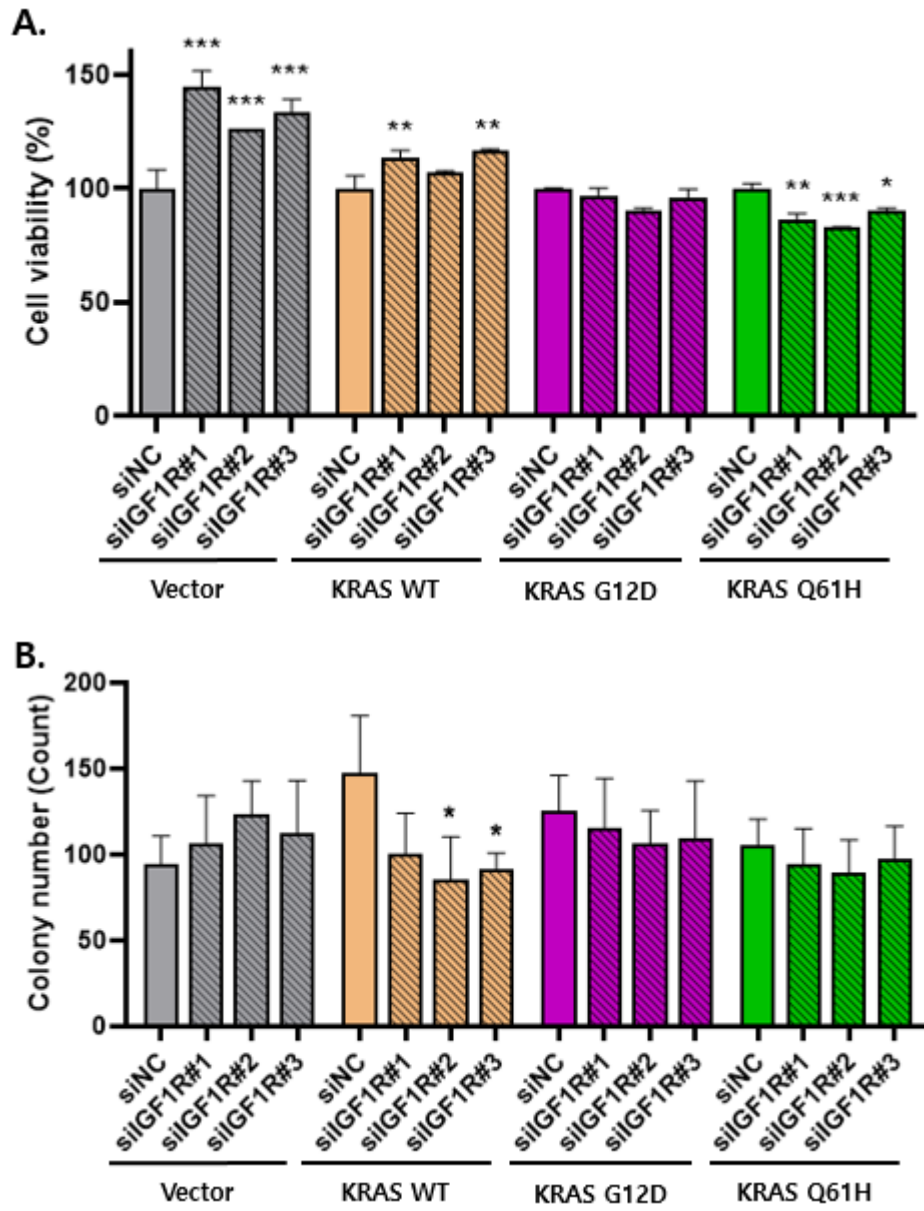 A.
Cell viability (%)
150
100
50
0
***
***
***
**
**
**
***
*
siNC
siIGF1R#1
siIGF1R#2
siIGF1R#3
siNC
siIGF1R#1
siIGF1R#2
siIGF1R#3
siNC
siIGF1R#1
siIGF1R#2
siIGF1R#3
siNC
siIGF1R#1
siIGF1R#2
siIGF1R#3
Vector
KRAS WT
KRAS G12D
KRAS Q61H
B.
Colony number (Count)
200
150
100
50
0
*
*
siNC
siIGF1R#1
siIGF1R#2
siIGF1R#3
siNC
siIGF1R#1
siIGF1R#2
siIGF1R#3
siNC
siIGF1R#1
siIGF1R#2
siIGF1R#3
siNC
siIGF1R#1
siIGF1R#2
siIGF1R#3
Vector
KRAS WT
KRAS G12D
KRAS Q61H